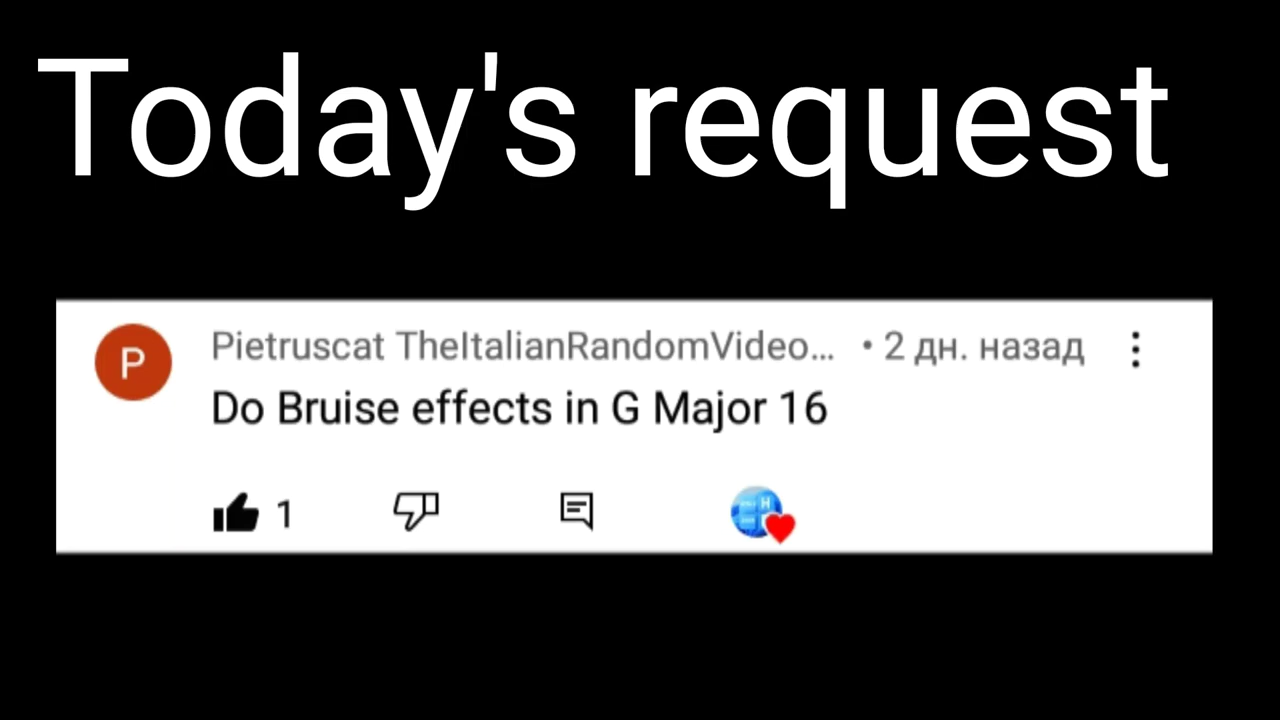 Today's request
P
Pietruscat TheItalianRandomVideo... • 2 дн. назад
Do Bruise effects in G Major 16
1
H